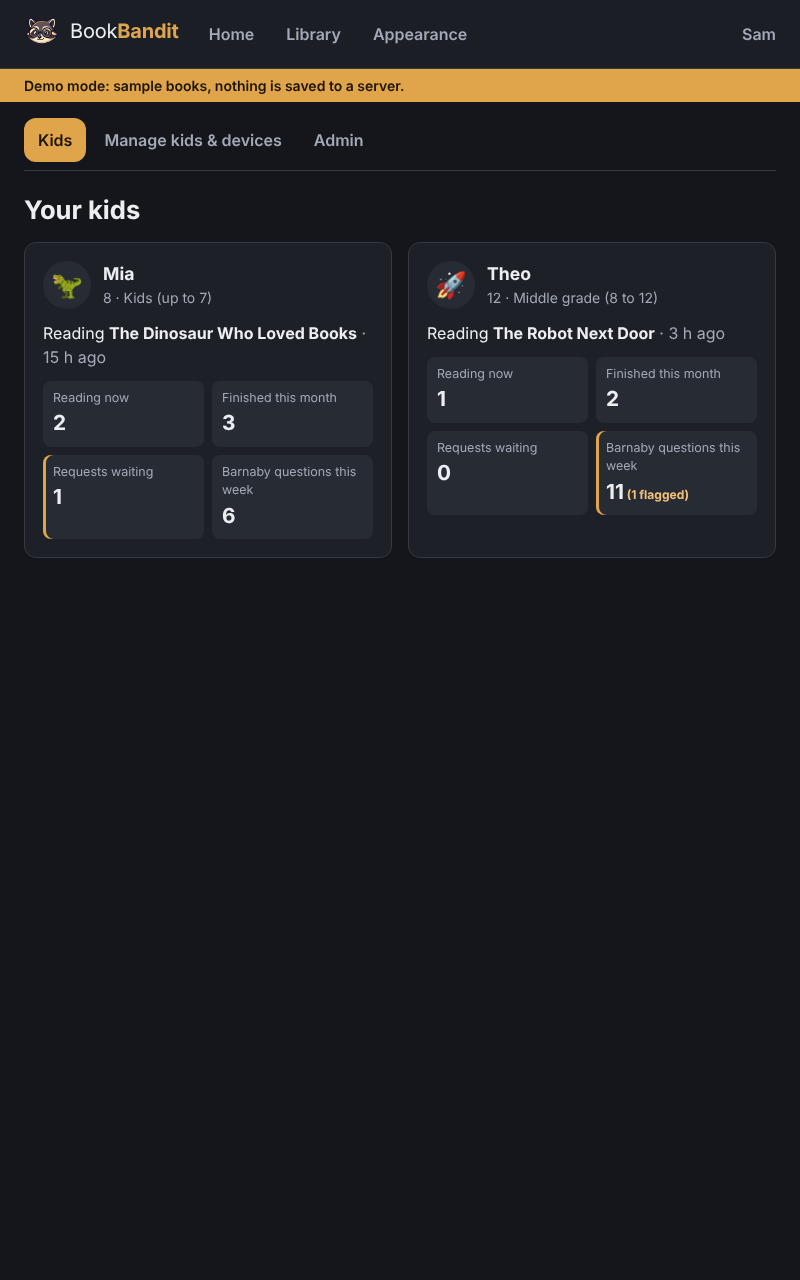 BookBandit
Home
Library
Appearance
Sam
Demo mode: sample books, nothing is saved to a server.
Kids
Manage kids & devices
Admin
Your kids
Mia
8 · Kids (up to 7)
Reading The Dinosaur Who Loved Books ·
15 h ago
Reading now
2
Finished this month
3
Requests waiting
1
Barnaby questions this
week
6
Theo
12 · Middle grade (8 to 12)
Reading The Robot Next Door · 3 h ago
Reading now
1
Finished this month
2
Requests waiting
0
Barnaby questions this
week
11 (1 flagged)